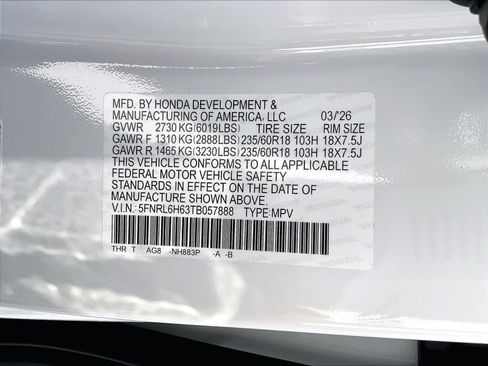 MFD. BY HONDA DEVELOPMENT &
MANUFACTURING OF AMERICA, LLC 03/26
GVWR 2730 KG(6019LBS) TIRE SIZE RIM SIZE
GAWR F 1310 KG(2888LBS) 235/60R18 103H 18X7.5J
GAWR R 1465 KG(3230LBS) 235/60R18 103H 18X7.5J
THIS VEHICLE CONFORMS TO ALL APPLICABLE
FEDERAL MOTOR VEHICLE SAFETY
STANDARDS IN EFFECT ON THE DATE OF
MANUFACTURE SHOWN ABOVE.
V.I.N: 5FNRL6H63TB057888 TYPE: MPV
THR T AG8 -NH883P -A -B